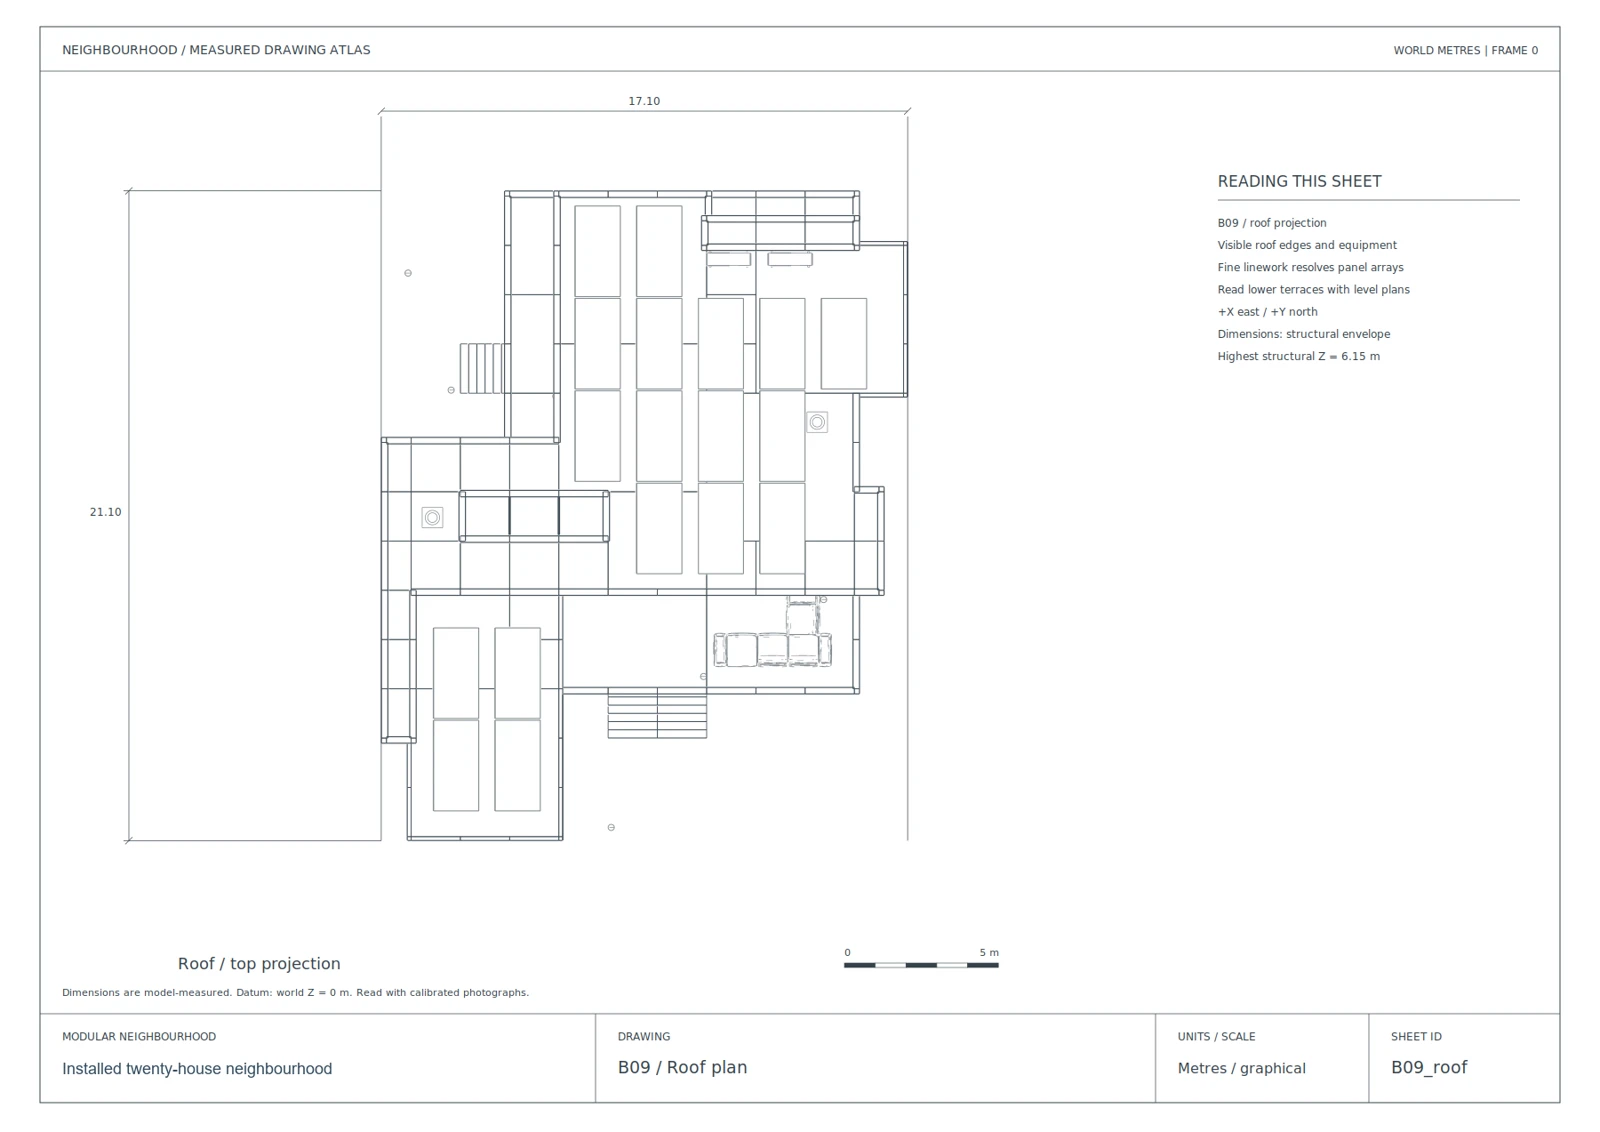 NEIGHBOURHOOD / MEASURED DRAWING ATLAS
WORLD METRES | FRAME 0
17.10
READING THIS SHEET
B09 / roof projection
Visible roof edges and equipment
Fine linework resolves panel arrays
Read lower terraces with level plans
+X east / +Y north
Dimensions: structural envelope
Highest structural Z = 6.15 m
21.10
0
5 m
Roof / top projection
Dimensions are model-measured. Datum: world Z = 0 m. Read with calibrated photographs.
MODULAR NEIGHBOURHOOD
Installed twenty-house neighbourhood
DRAWING
B09 / Roof plan
UNITS / SCALE
Metres / graphical
SHEET ID
B09_roof